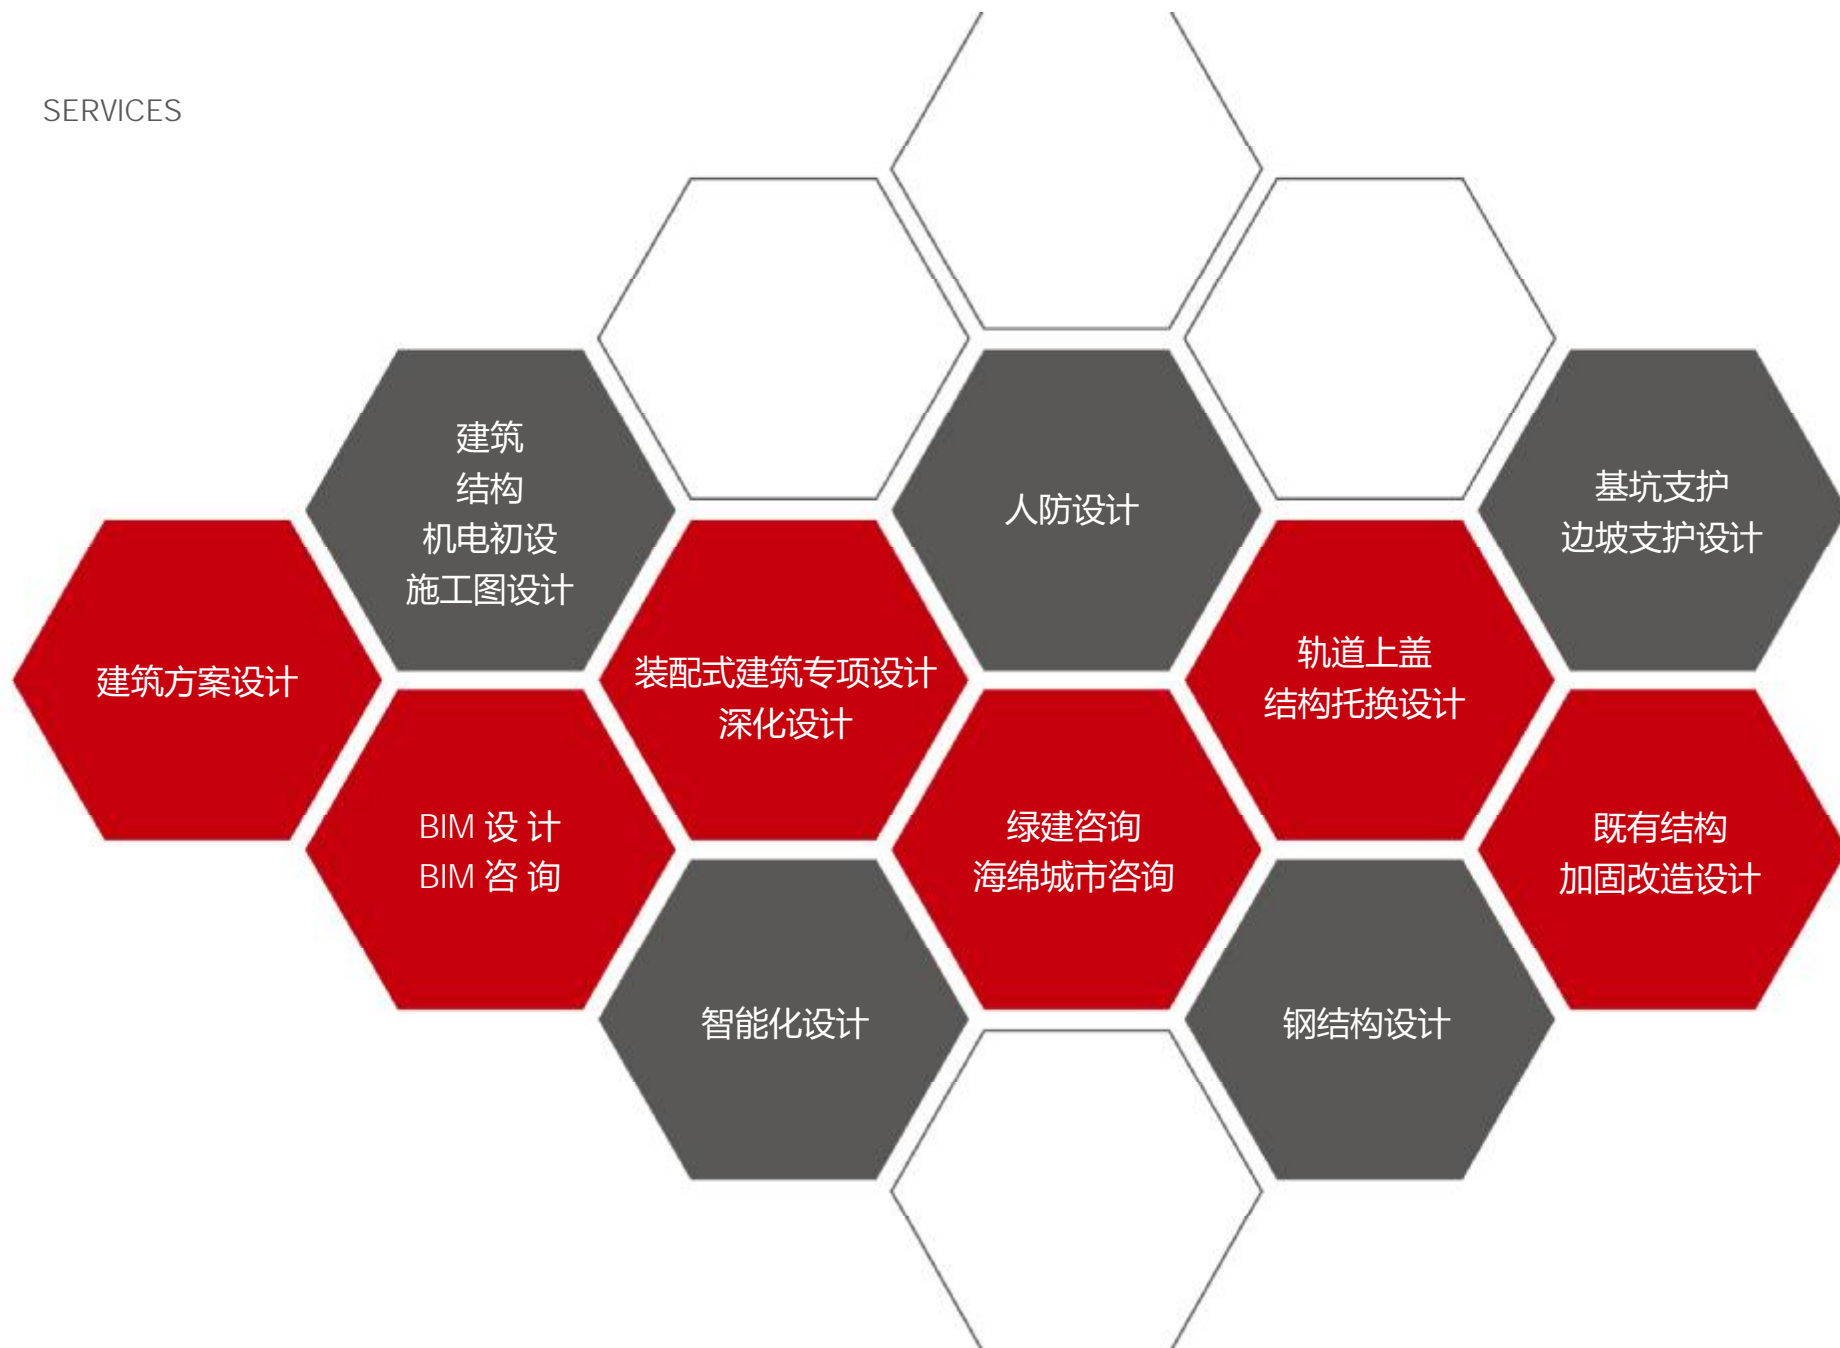 SERVICES
建筑
结构
机电初设
施工图设计
人防设计
基坑支护
边坡支护设计
建筑方案设计
装配式建筑专项设计
深化设计
轨道上盖
结构托换设计
BIM 设 计
BIM 咨 询
绿建咨询
海绵城市咨询
既有结构
加固改造设计
智能化设计
钢结构设计